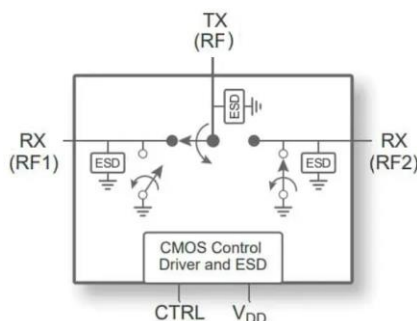 TX
(RF)
ESD
RX
(RF1)
ESD
ESD
RX
(RF2)
CMOS Control
Driver and ESD
CTRL
VDD